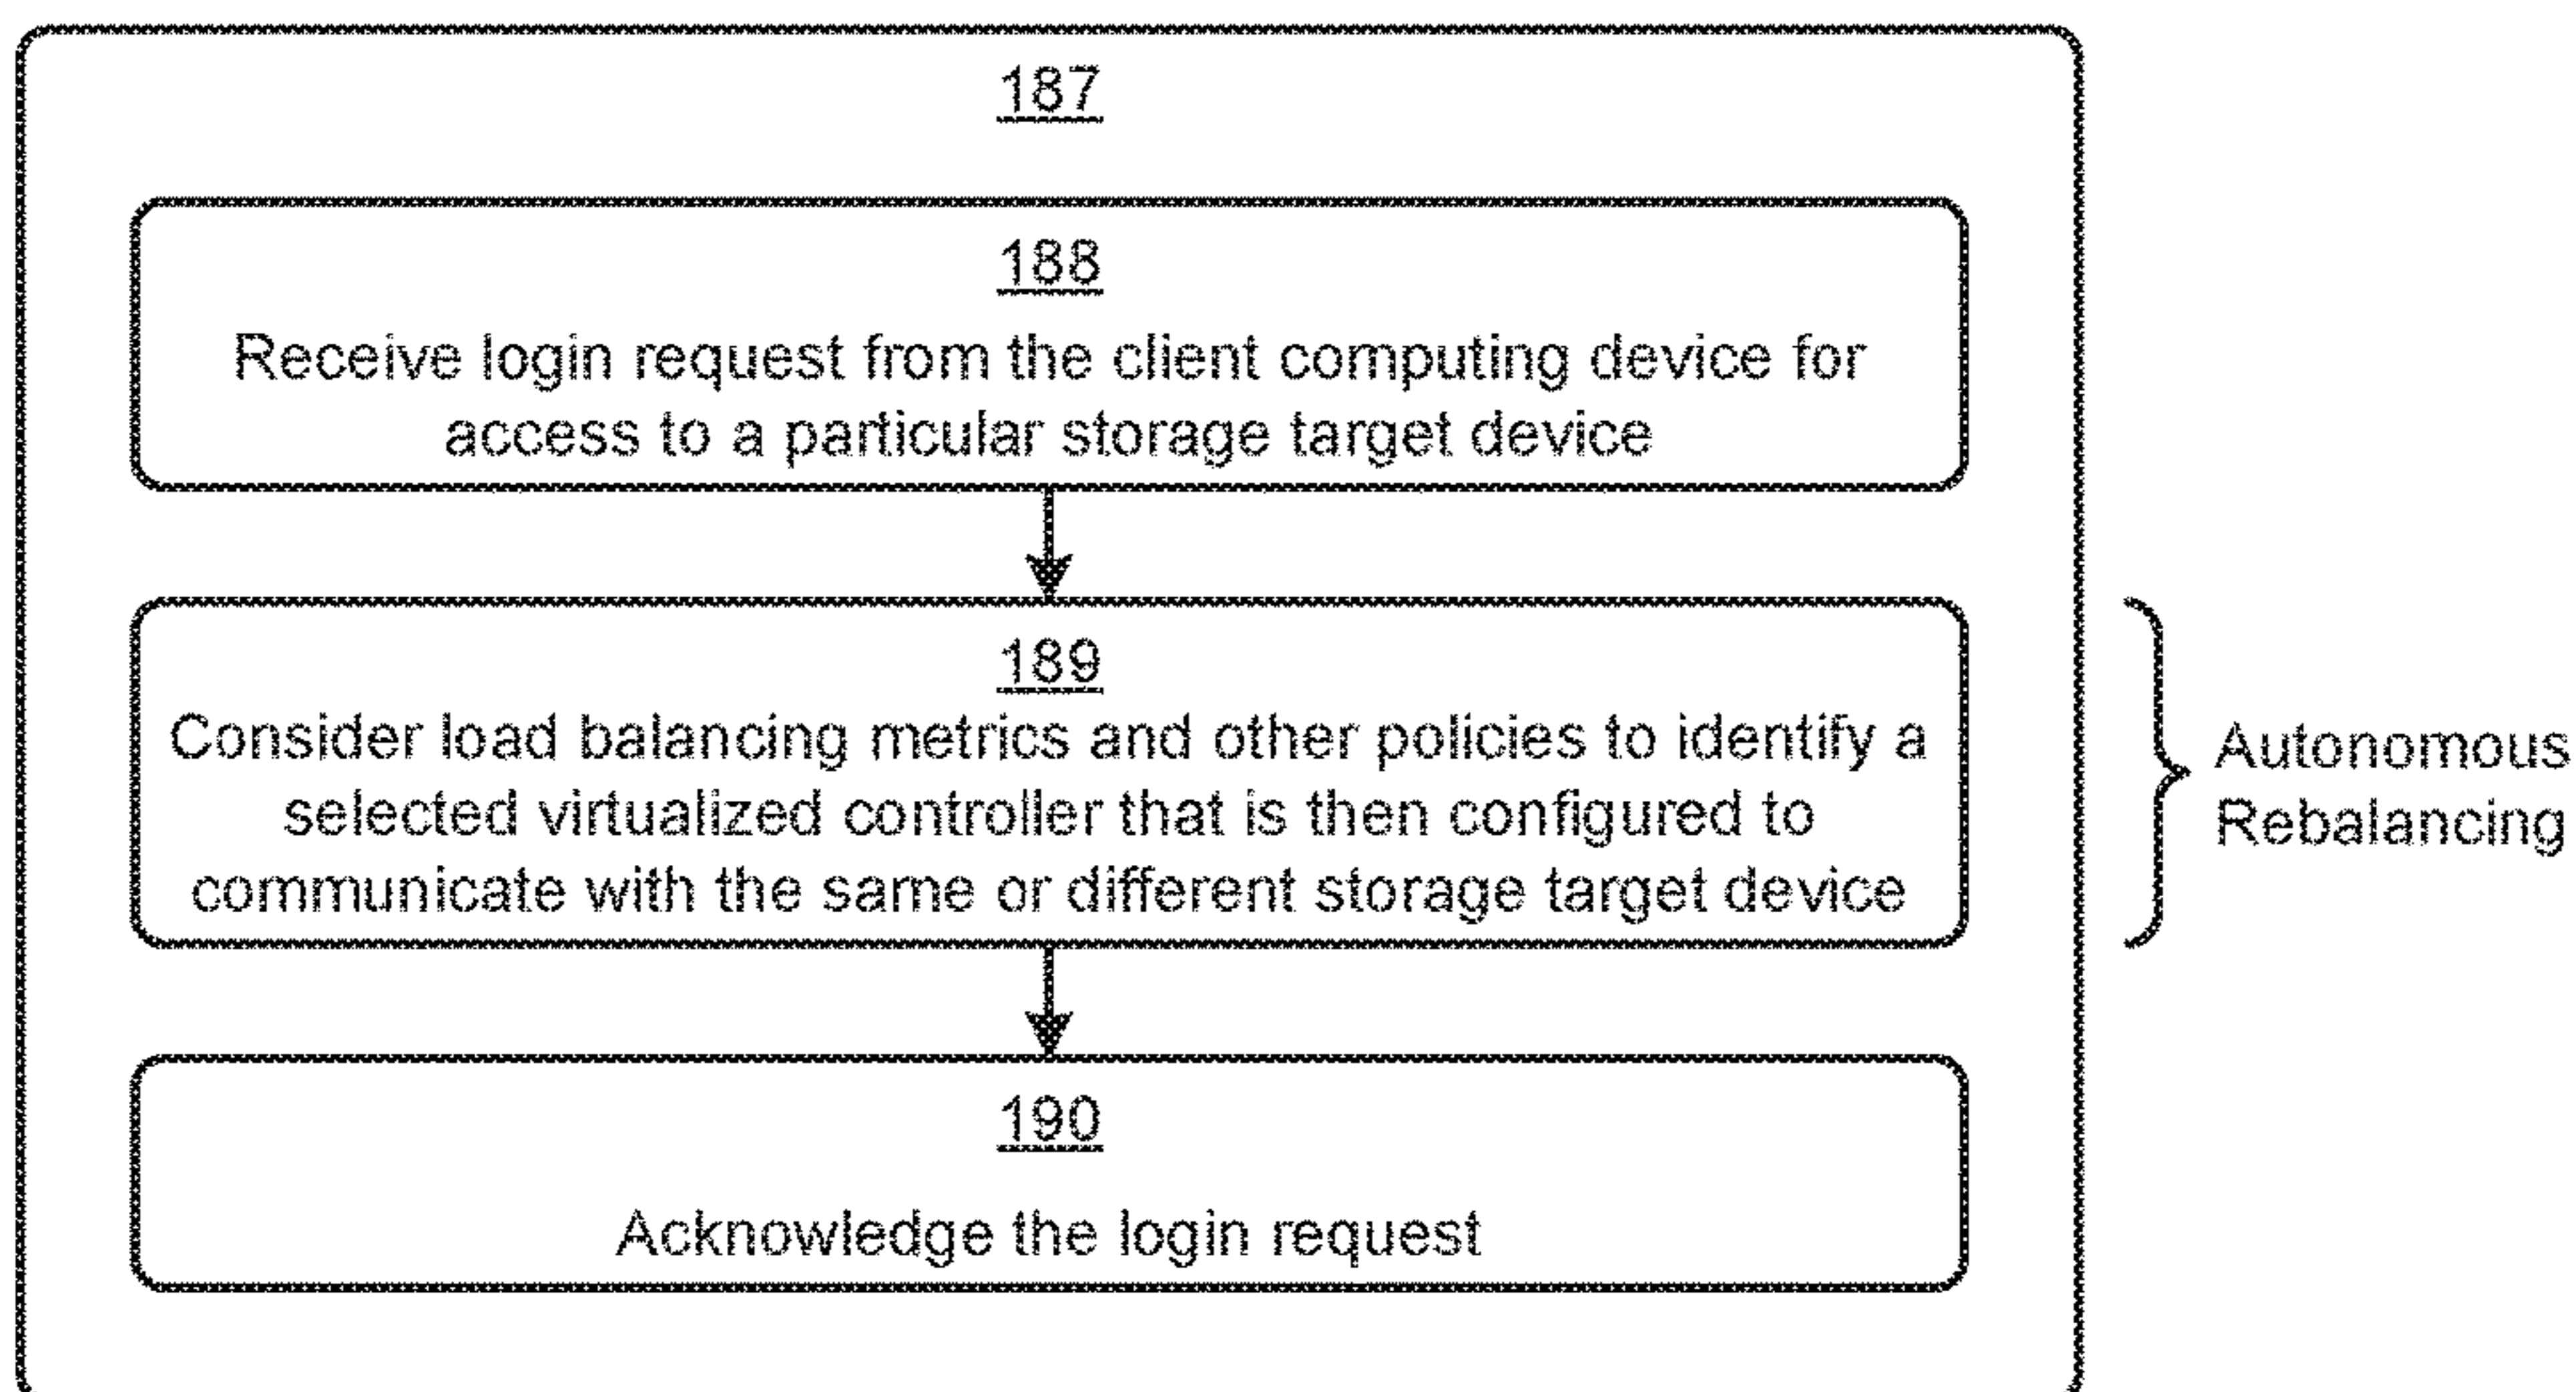 187
188
Receive login request from the client computing device for
access to a particular storage target device
189
Consider load balancing metrics and other policies to identify a
selected virtualized controller that is then configured to
communicate with the same or different storage target device
Autonomous
Rebalancing
190
Acknowledge the login request